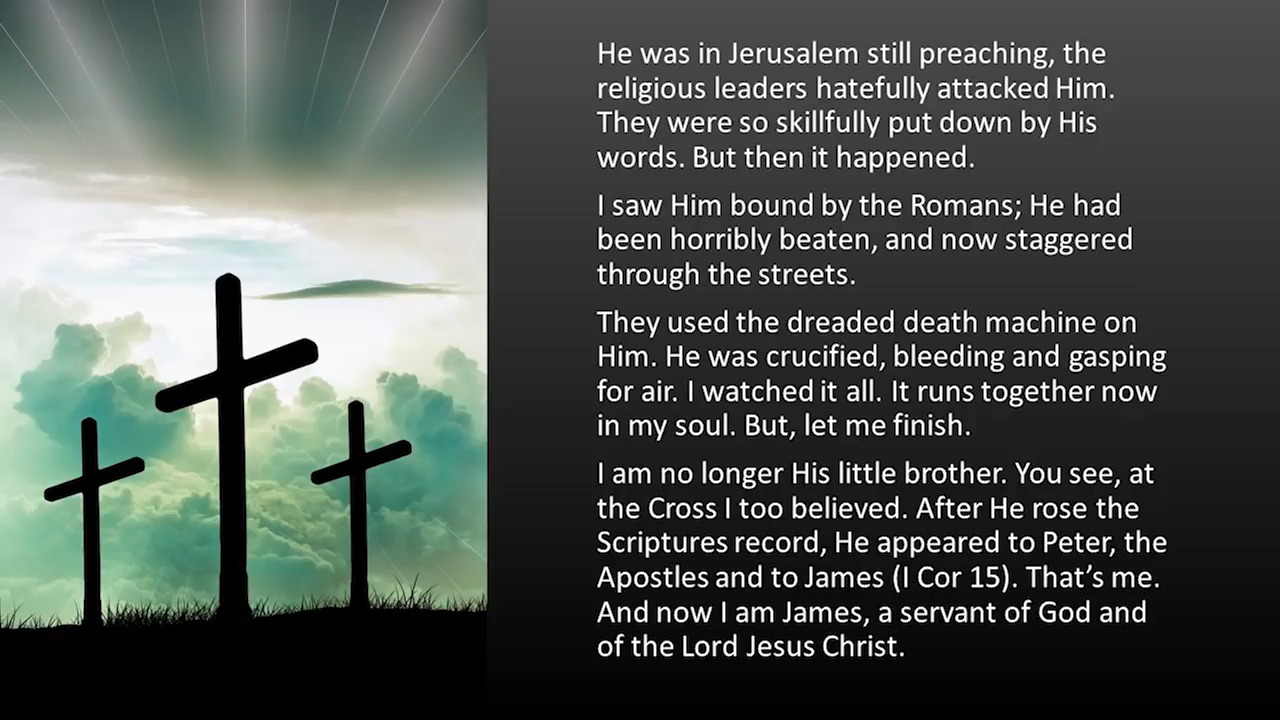 He was in Jerusalem still preaching, the
religious leaders hatefully attacked Him.
They were so skillfully put down by His
words. But then it happened.
I saw Him bound by the Romans; He had
been horribly beaten, and now staggered
through the streets.
They used the dreaded death machine on
Him. He was crucified, bleeding and gasping
for air. I watched it all. It runs together now
in my soul. But, let me finish.
I am no longer His little brother. You see, at
the Cross I too believed. After He rose the
Scriptures record, He appeared to Peter, the
Apostles and to James (I Cor 15). That’s me.
And now I am James, a servant of God and
of the Lord Jesus Christ.